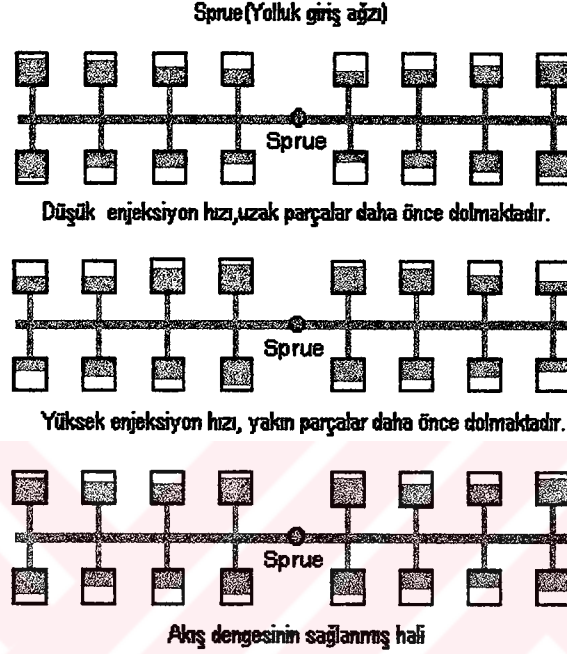 Sprue(Yolluk giriş ağzı)
Sprue
Düşük enjeksiyon hızı,uzak parçalar daha önce dolmaktadır.
Sprue
Yüksek enjeksiyon hızı, yakın parçalar daha önce dolmaktadır.
Sprue
Akış dengesinin sağlanmış hali